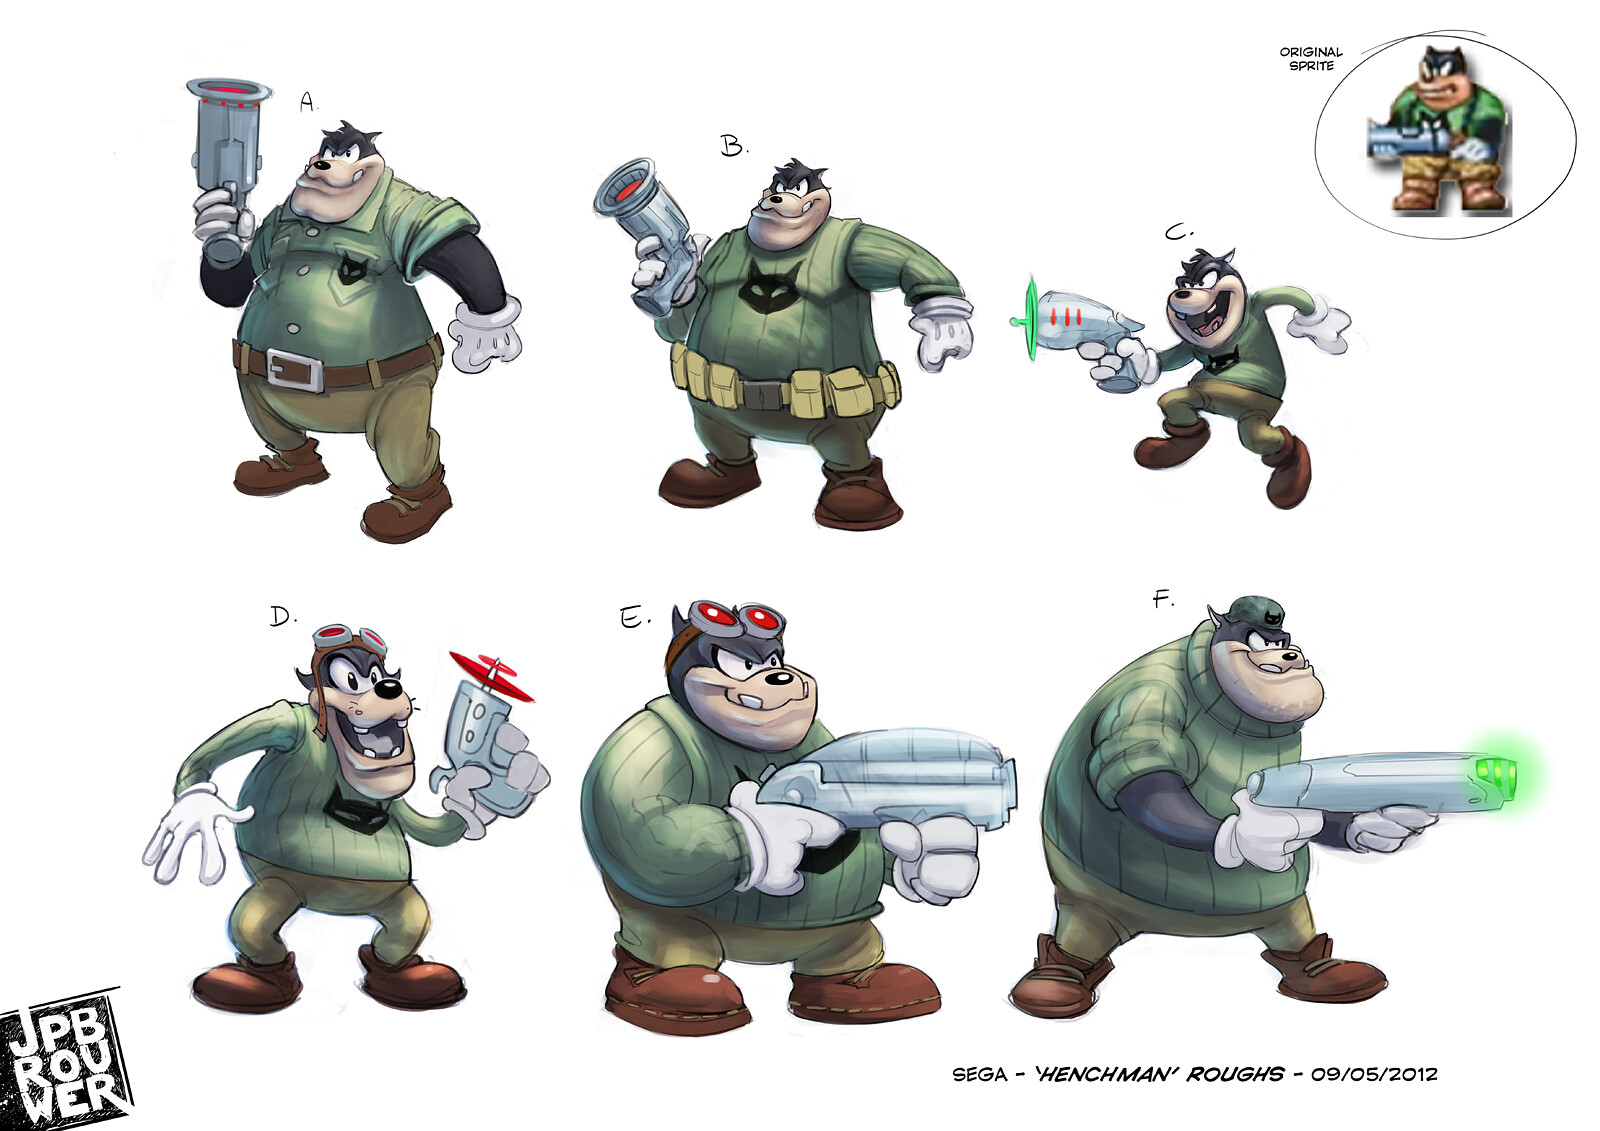 ORIGINAL
SPRITE
A.
B.
C.
D.
E.
F.
SEGA - 'HENCHMAN' ROUGHS - 09/05/2012
JPB
ROU
WER